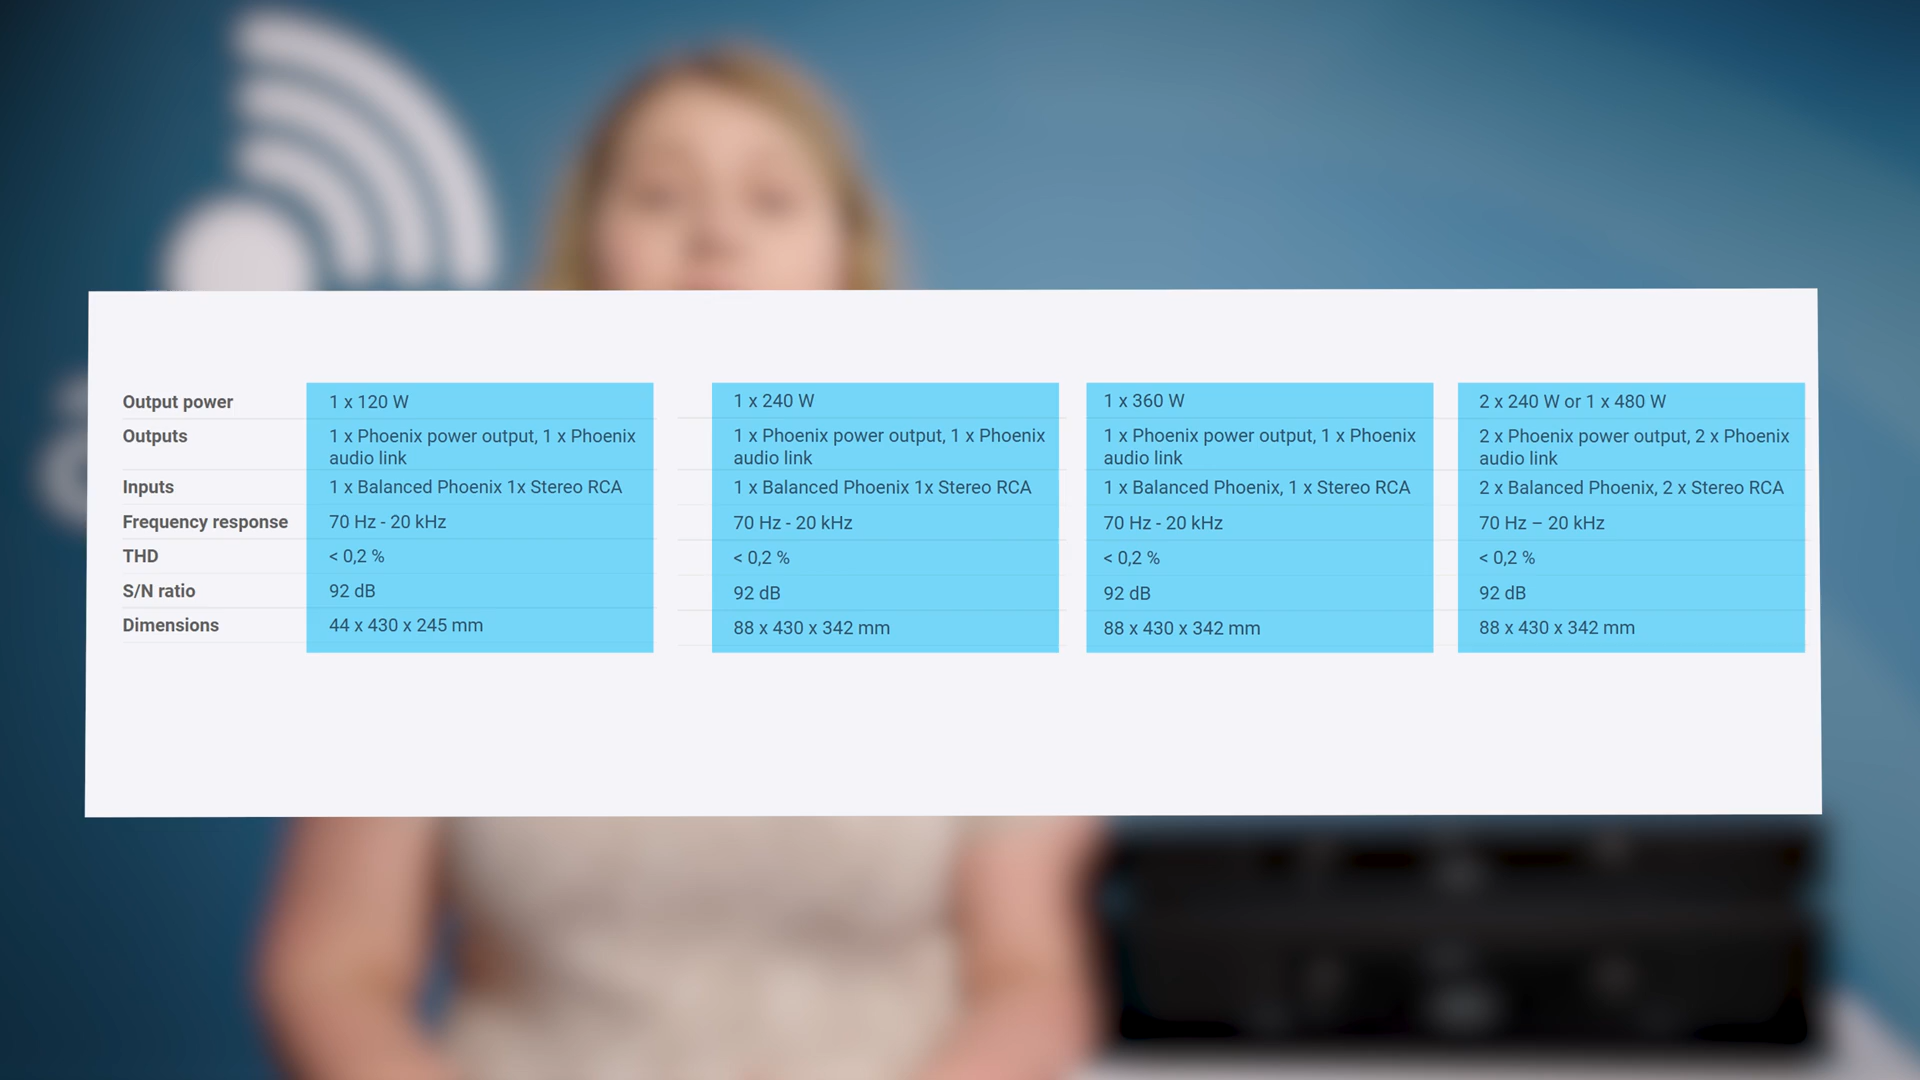 Output power 1 x 120 W 1 x 240 W 1 x 360 W 2 x 240 W or 1 x 480 W
Outputs 1 x Phoenix power output, 1 x Phoenix 1 x Phoenix power output, 1 x Phoenix 1 x Phoenix power output, 1 x Phoenix 2 x Phoenix power output, 2 x Phoenix
audio link audio link audio link audio link
Inputs 1 x Balanced Phoenix 1x Stereo RCA 1 x Balanced Phoenix 1x Stereo RCA 1 x Balanced Phoenix, 1 x Stereo RCA 2 x Balanced Phoenix, 2 x Stereo RCA
Frequency response 70 Hz - 20 kHz 70 Hz - 20 kHz 70 Hz - 20 kHz 70 Hz – 20 kHz
THD < 0,2 % < 0,2 % < 0,2 % < 0,2 %
S/N ratio 92 dB 92 dB 92 dB 92 dB
Dimensions 44 x 430 x 245 mm 88 x 430 x 342 mm 88 x 430 x 342 mm 88 x 430 x 342 mm